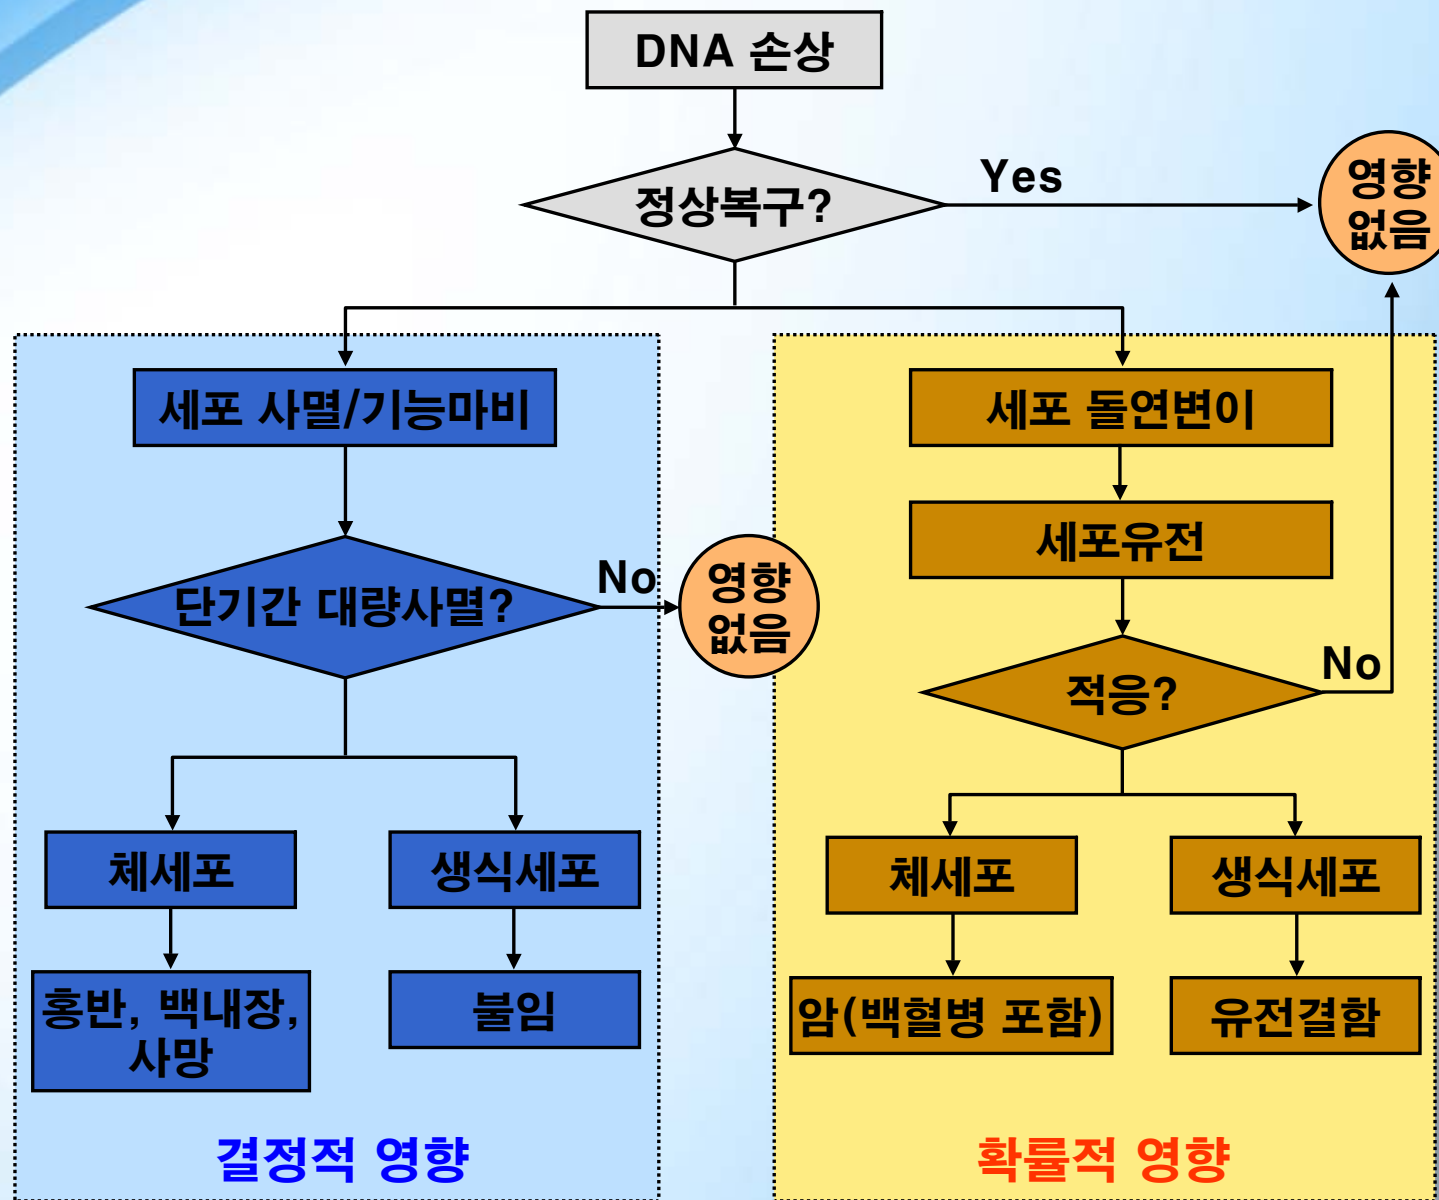 DNA 손상
정상복구?
Yes
영향
없음
세포 사멸/기능마비
단기간 대량사멸?
No
영향
없음
체세포
생식세포
홍반, 백내장,
사망
불임
결정적 영향
세포 돌연변이
세포유전
적응?
No
체세포
생식세포
암(백혈병 포함)
유전결함
확률적 영향